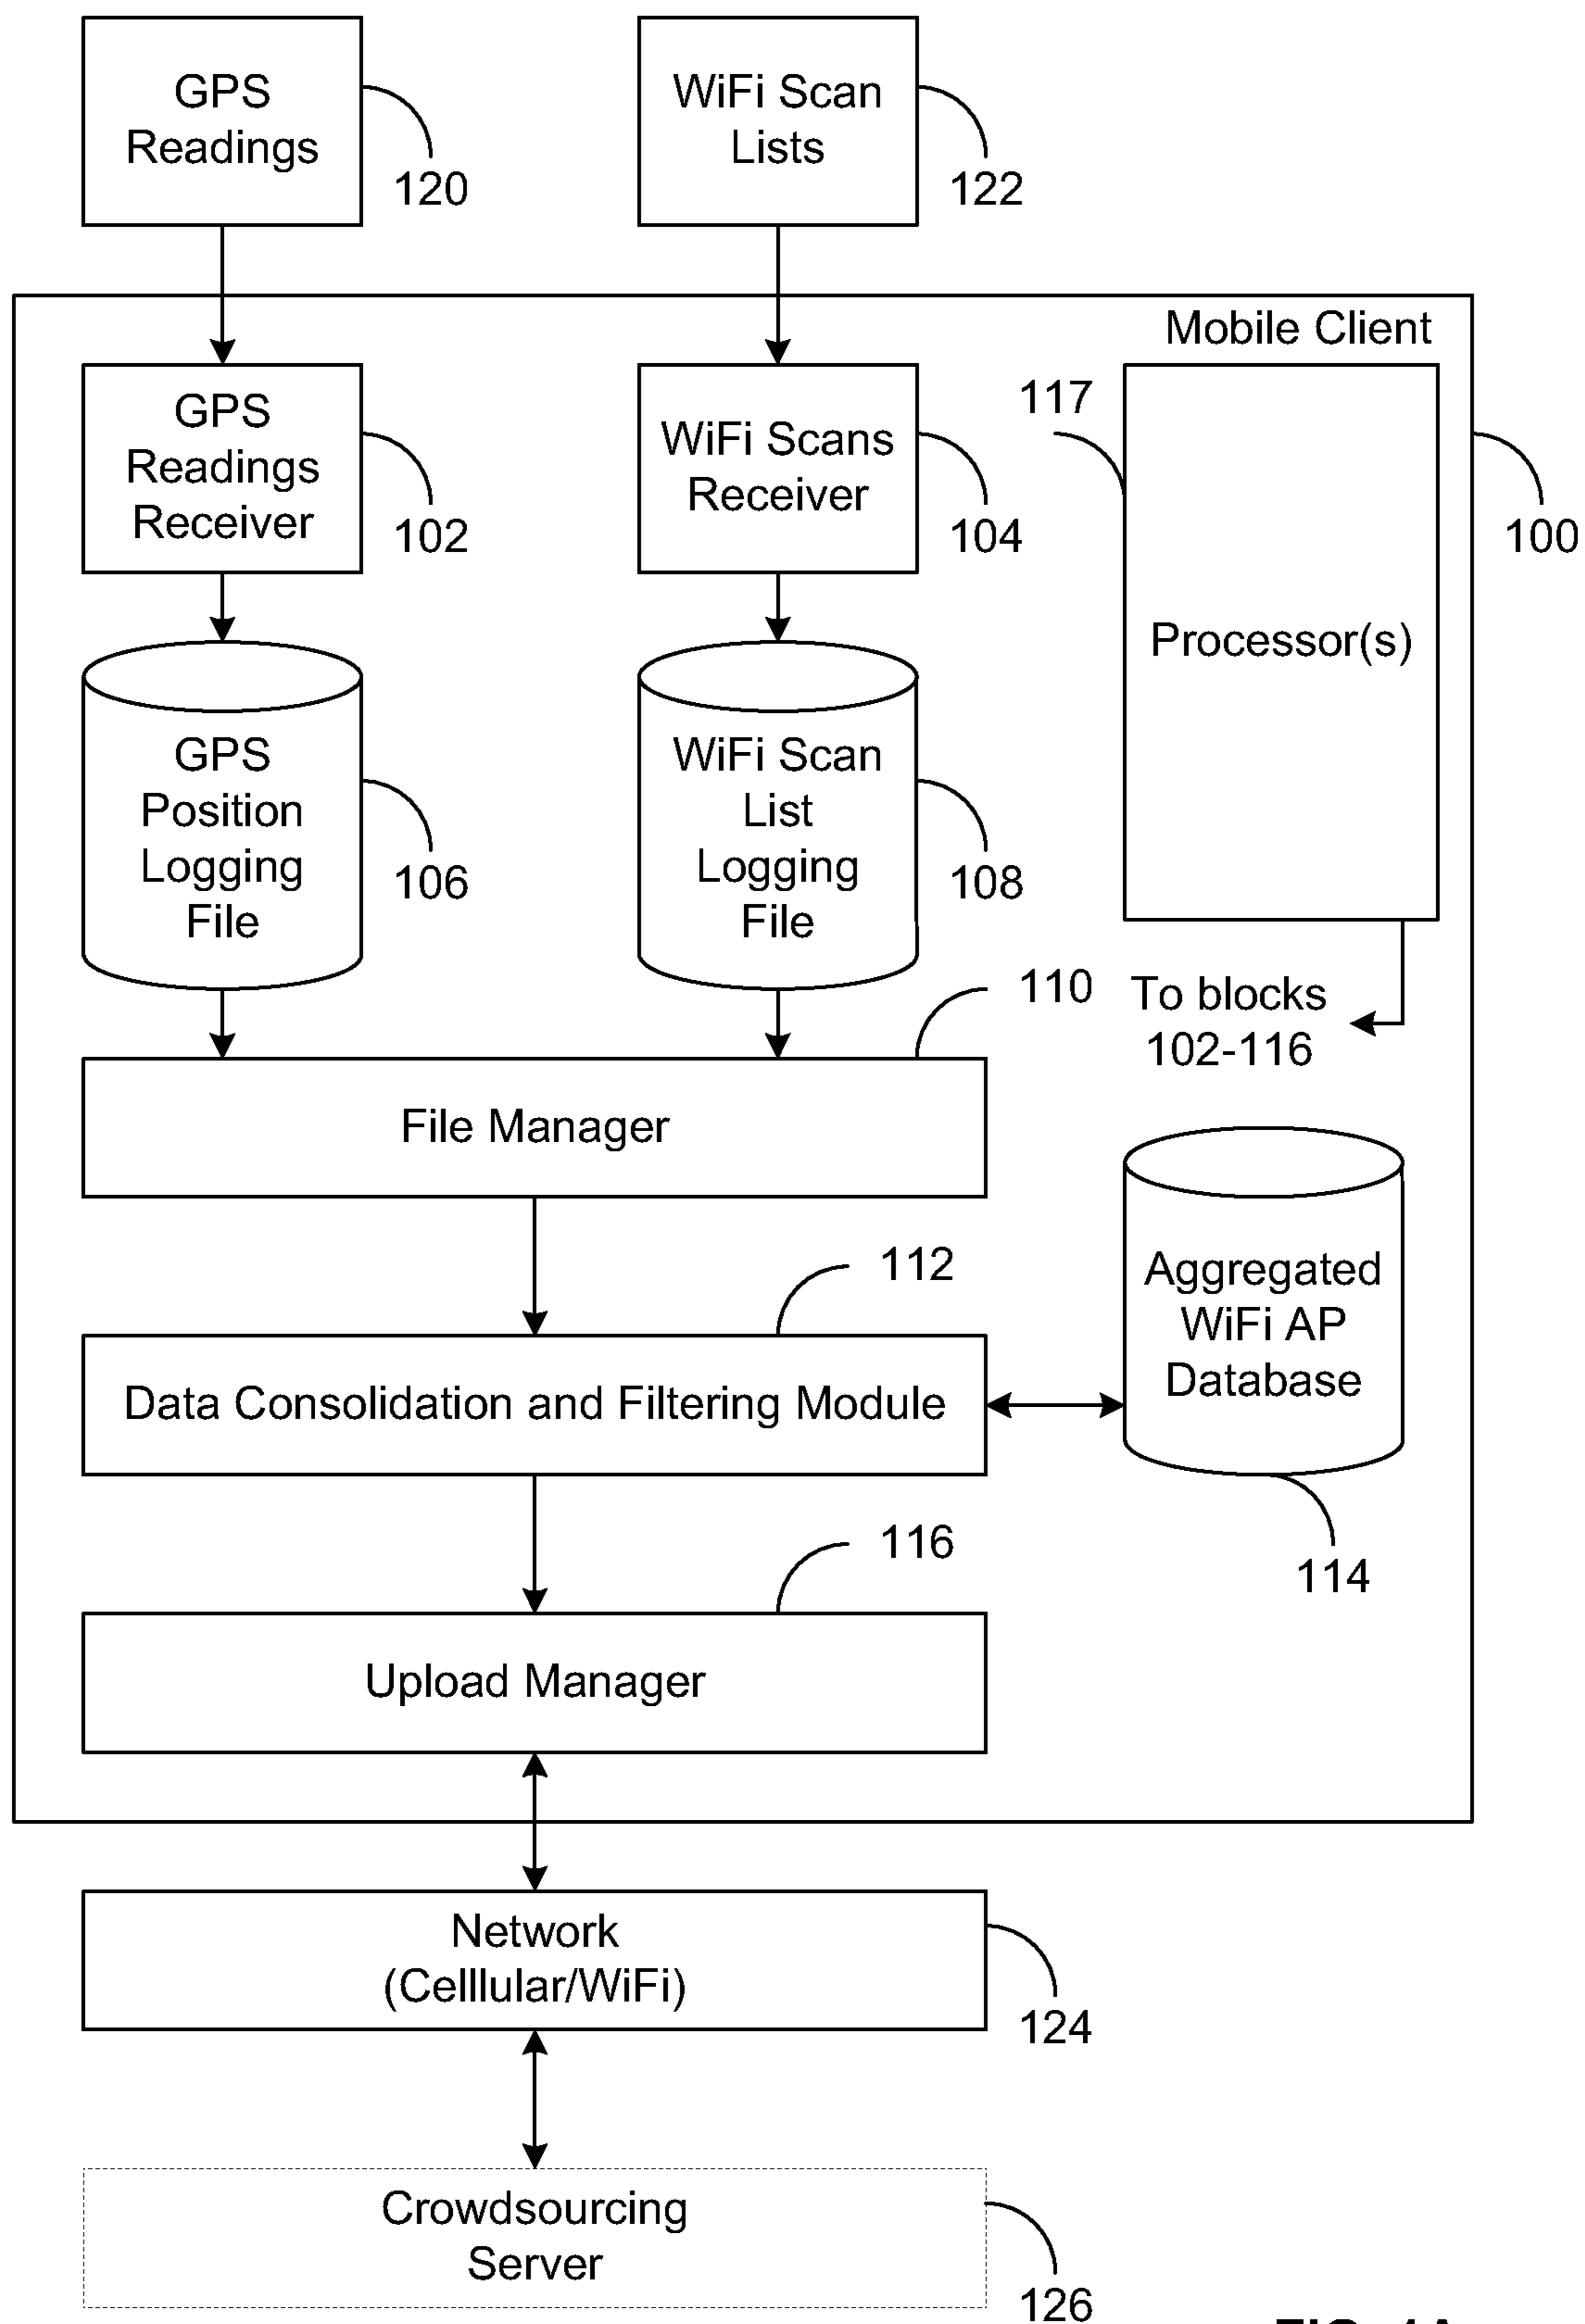 GPS
Readings
120
WiFi Scan
Lists
122
Mobile Client
GPS
Readings
Receiver
102
WiFi Scans
Receiver
104
117
Processor(s)
100
GPS
Position
Logging
File
106
WiFi Scan
List
Logging
File
108
110
To blocks
102-116
File Manager
112
Aggregated
WiFi AP
Database
114
Data Consolidation and Filtering Module
116
Upload Manager
Network
(Celllular/WiFi)
124
Crowdsourcing
Server
126